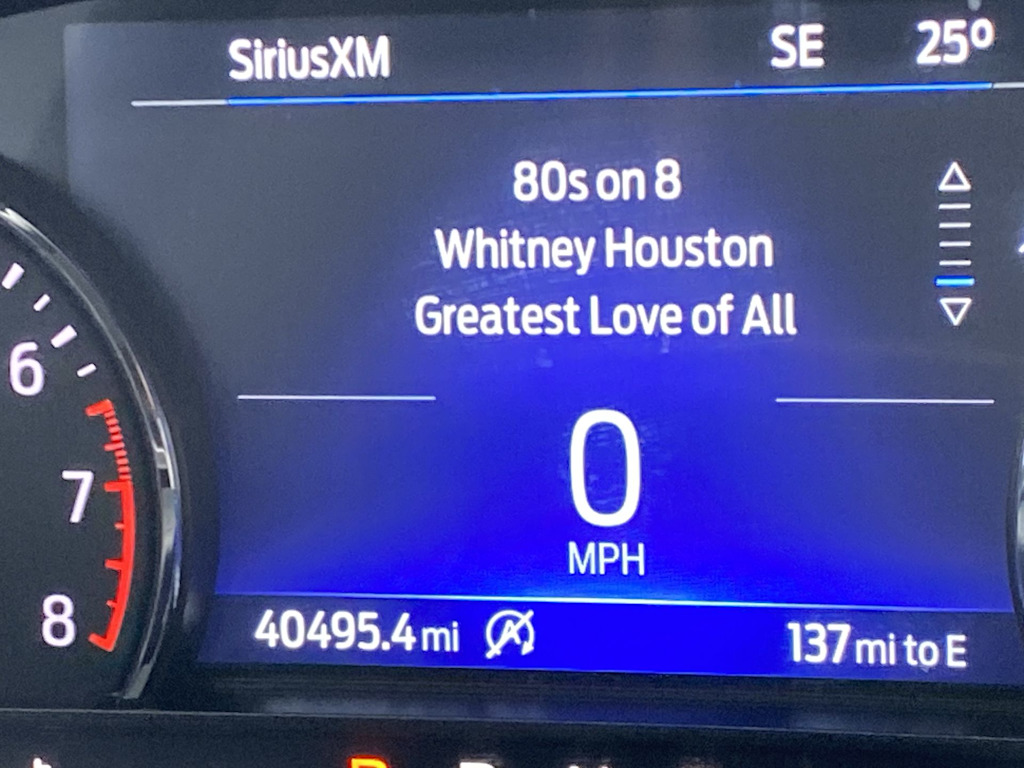 SiriusXM SE 25°
80s on 8
Whitney Houston
Greatest Love of All
6
7
8
0
MPH
40495.4 mi A 137 mi to E